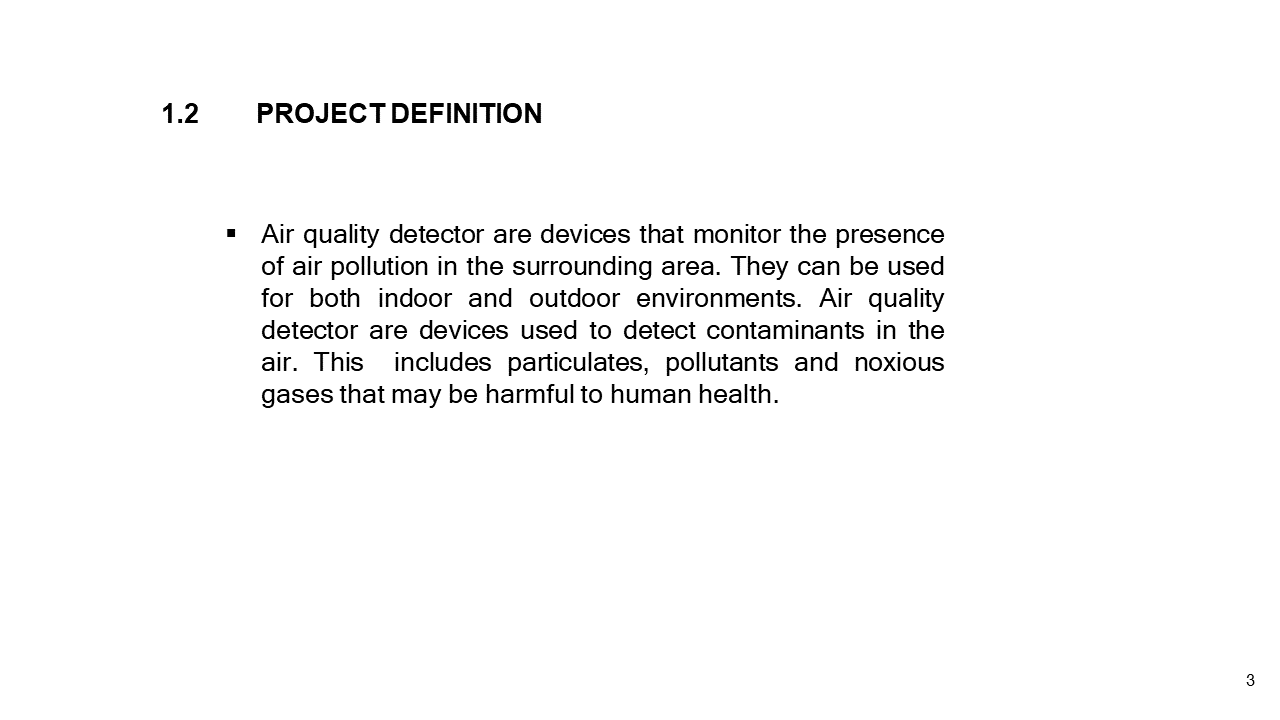 1.2 PROJECT DEFINITION
▪ Air quality detector are devices that monitor the presence
of air pollution in the surrounding area. They can be used
for both indoor and outdoor environments. Air quality
detector are devices used to detect contaminants in the
air. This  includes particulates, pollutants and noxious
gases that may be harmful to human health.
3